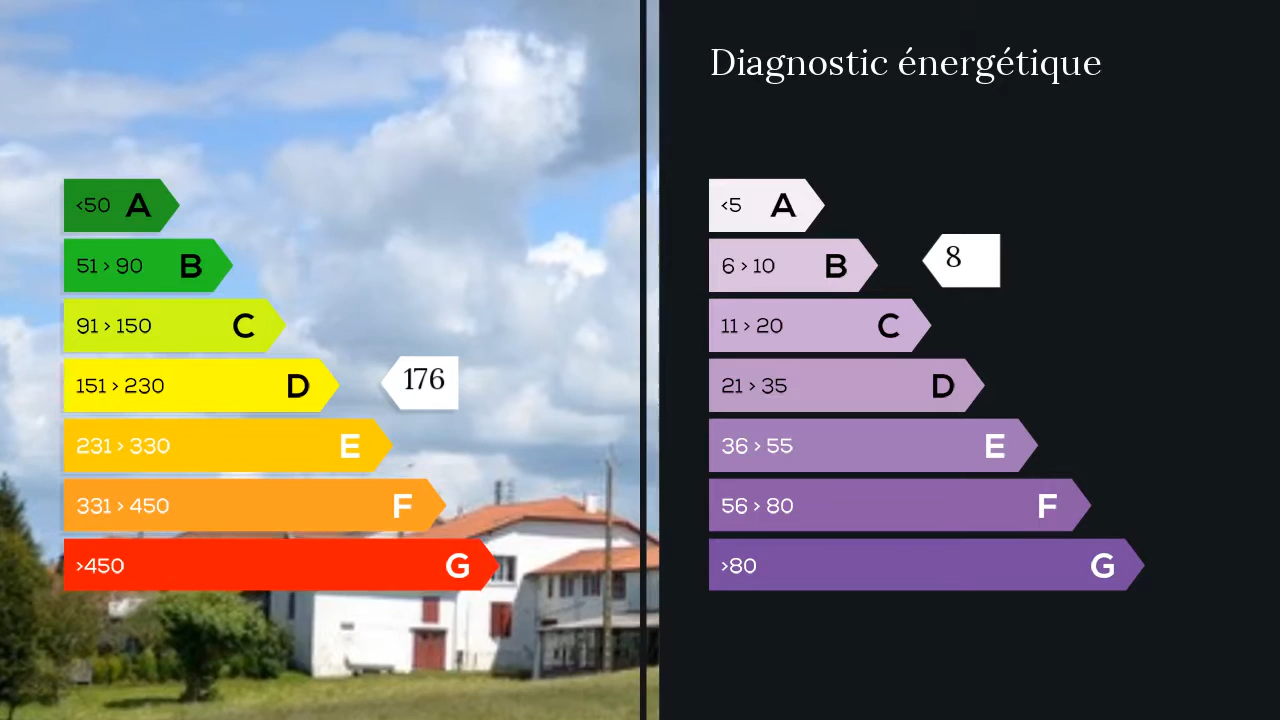 Diagnostic énergétique
<50 A
51 > 90 B
91 > 150 C
151 > 230 D
176
231 > 330 E
331 > 450 F
>450 G
<5 A
6 > 10 B
8
11 > 20 C
21 > 35 D
36 > 55 E
56 > 80 F
>80 G